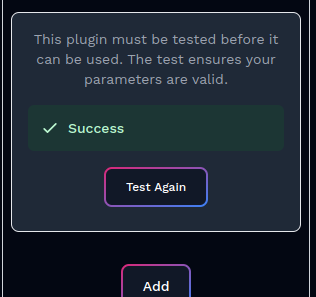 This plugin must be tested before it
can be used. The test ensures your
parameters are valid.
Success
Test Again
Add